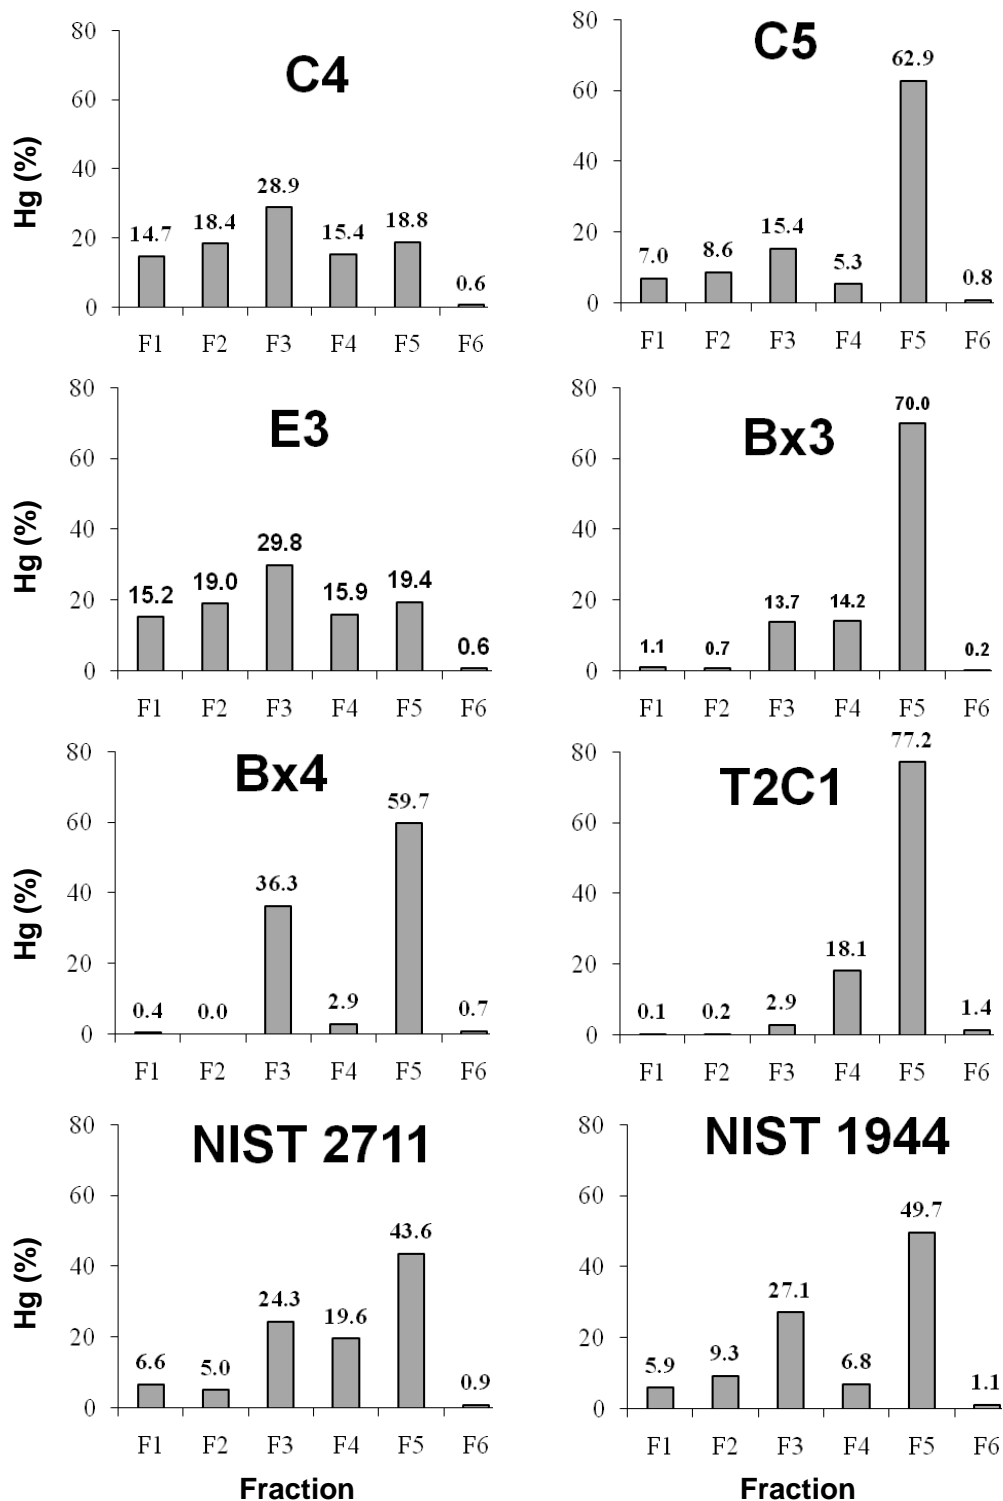 C4
Hg (%)
80
60
40
20
0
14.7 18.4 28.9 15.4 18.8 0.6
F1 F2 F3 F4 F5 F6
C5
80
60
40
20
0
7.0 8.6 15.4 5.3 62.9 0.8
F1 F2 F3 F4 F5 F6
E3
Hg (%)
80
60
40
20
0
15.2 19.0 29.8 15.9 19.4 0.6
F1 F2 F3 F4 F5 F6
Bx3
80
60
40
20
0
1.1 0.7 13.7 14.2 70.0 0.2
F1 F2 F3 F4 F5 F6
Bx4
Hg (%)
80
60
40
20
0
0.4 0.0 36.3 2.9 59.7 0.7
F1 F2 F3 F4 F5 F6
T2C1
80
60
40
20
0
0.1 0.2 2.9 18.1 77.2 1.4
F1 F2 F3 F4 F5 F6
NIST 2711
Hg (%)
80
60
40
20
0
6.6 5.0 24.3 19.6 43.6 0.9
F1 F2 F3 F4 F5 F6
Fraction
NIST 1944
80
60
40
20
0
5.9 9.3 27.1 6.8 49.7 1.1
F1 F2 F3 F4 F5 F6
Fraction